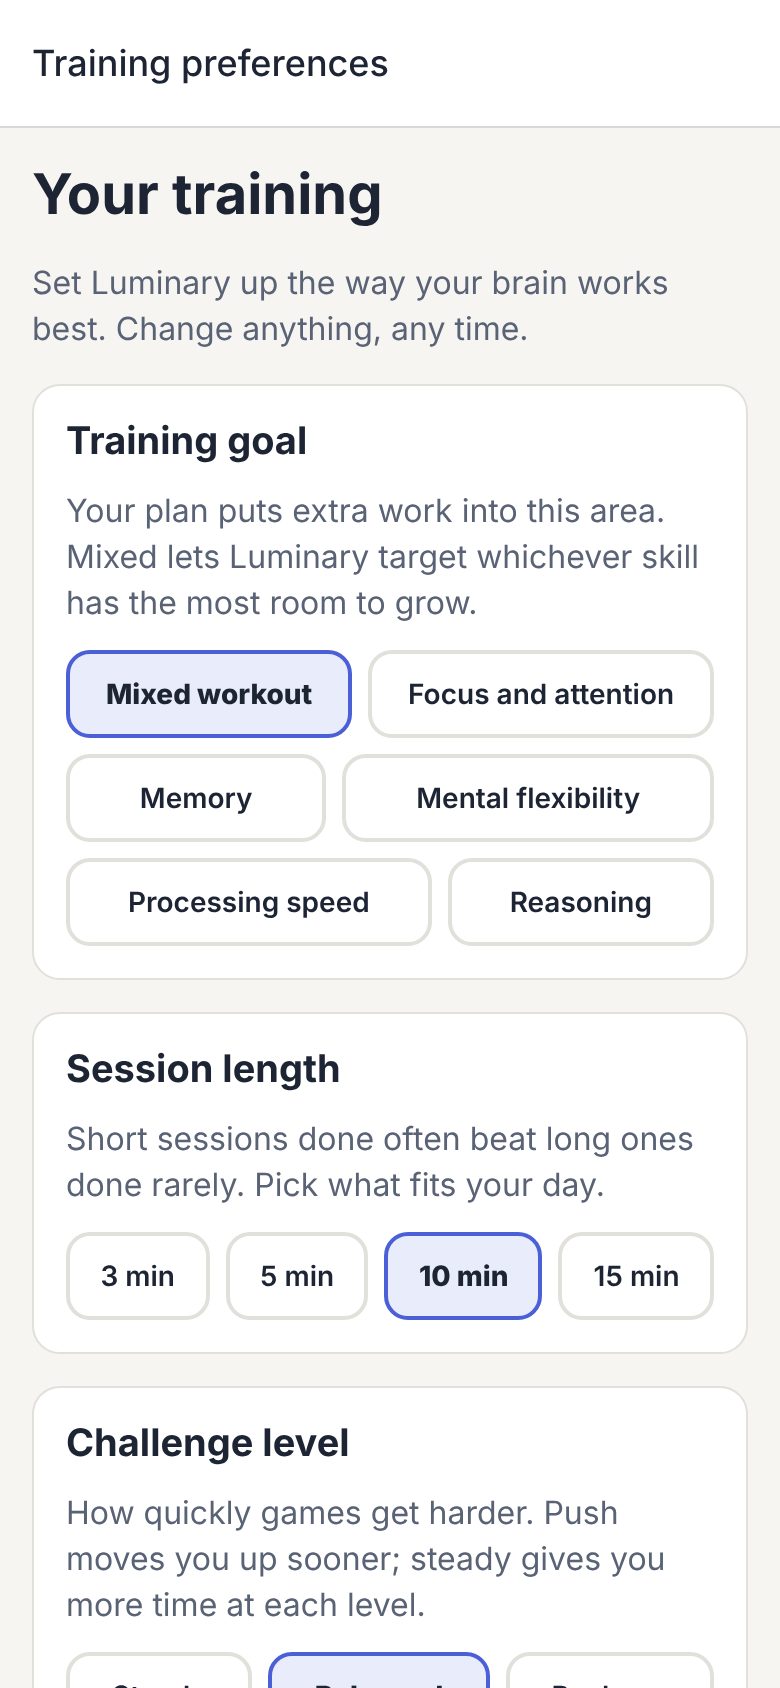 Training preferences
Your training
Set Luminary up the way your brain works
best. Change anything, any time.
Training goal
Your plan puts extra work into this area.
Mixed lets Luminary target whichever skill
has the most room to grow.
Mixed workout
Focus and attention
Memory
Mental flexibility
Processing speed
Reasoning
Session length
Short sessions done often beat long ones
done rarely. Pick what fits your day.
3 min
5 min
10 min
15 min
Challenge level
How quickly games get harder. Push
moves you up sooner; steady gives you
more time at each level.